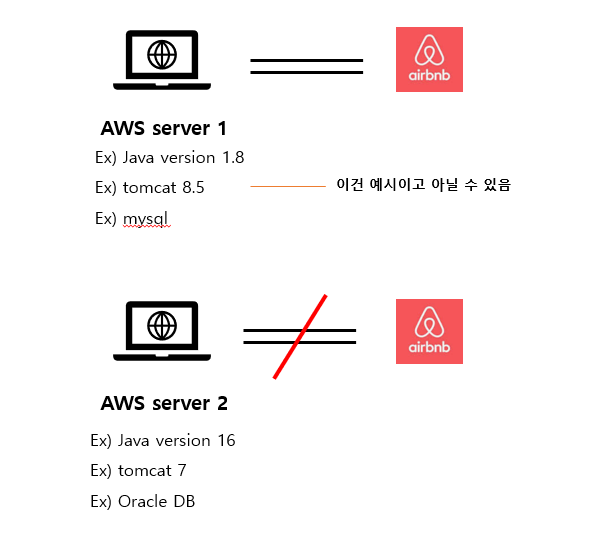 airbnb
AWS server 1
Ex) Java version 1.8
Ex) tomcat 8.5
이건 예시이고 아닐 수 있음
Ex) mysql
airbnb
AWS server 2
Ex) Java version 16
Ex) tomcat 7
Ex) Oracle DB